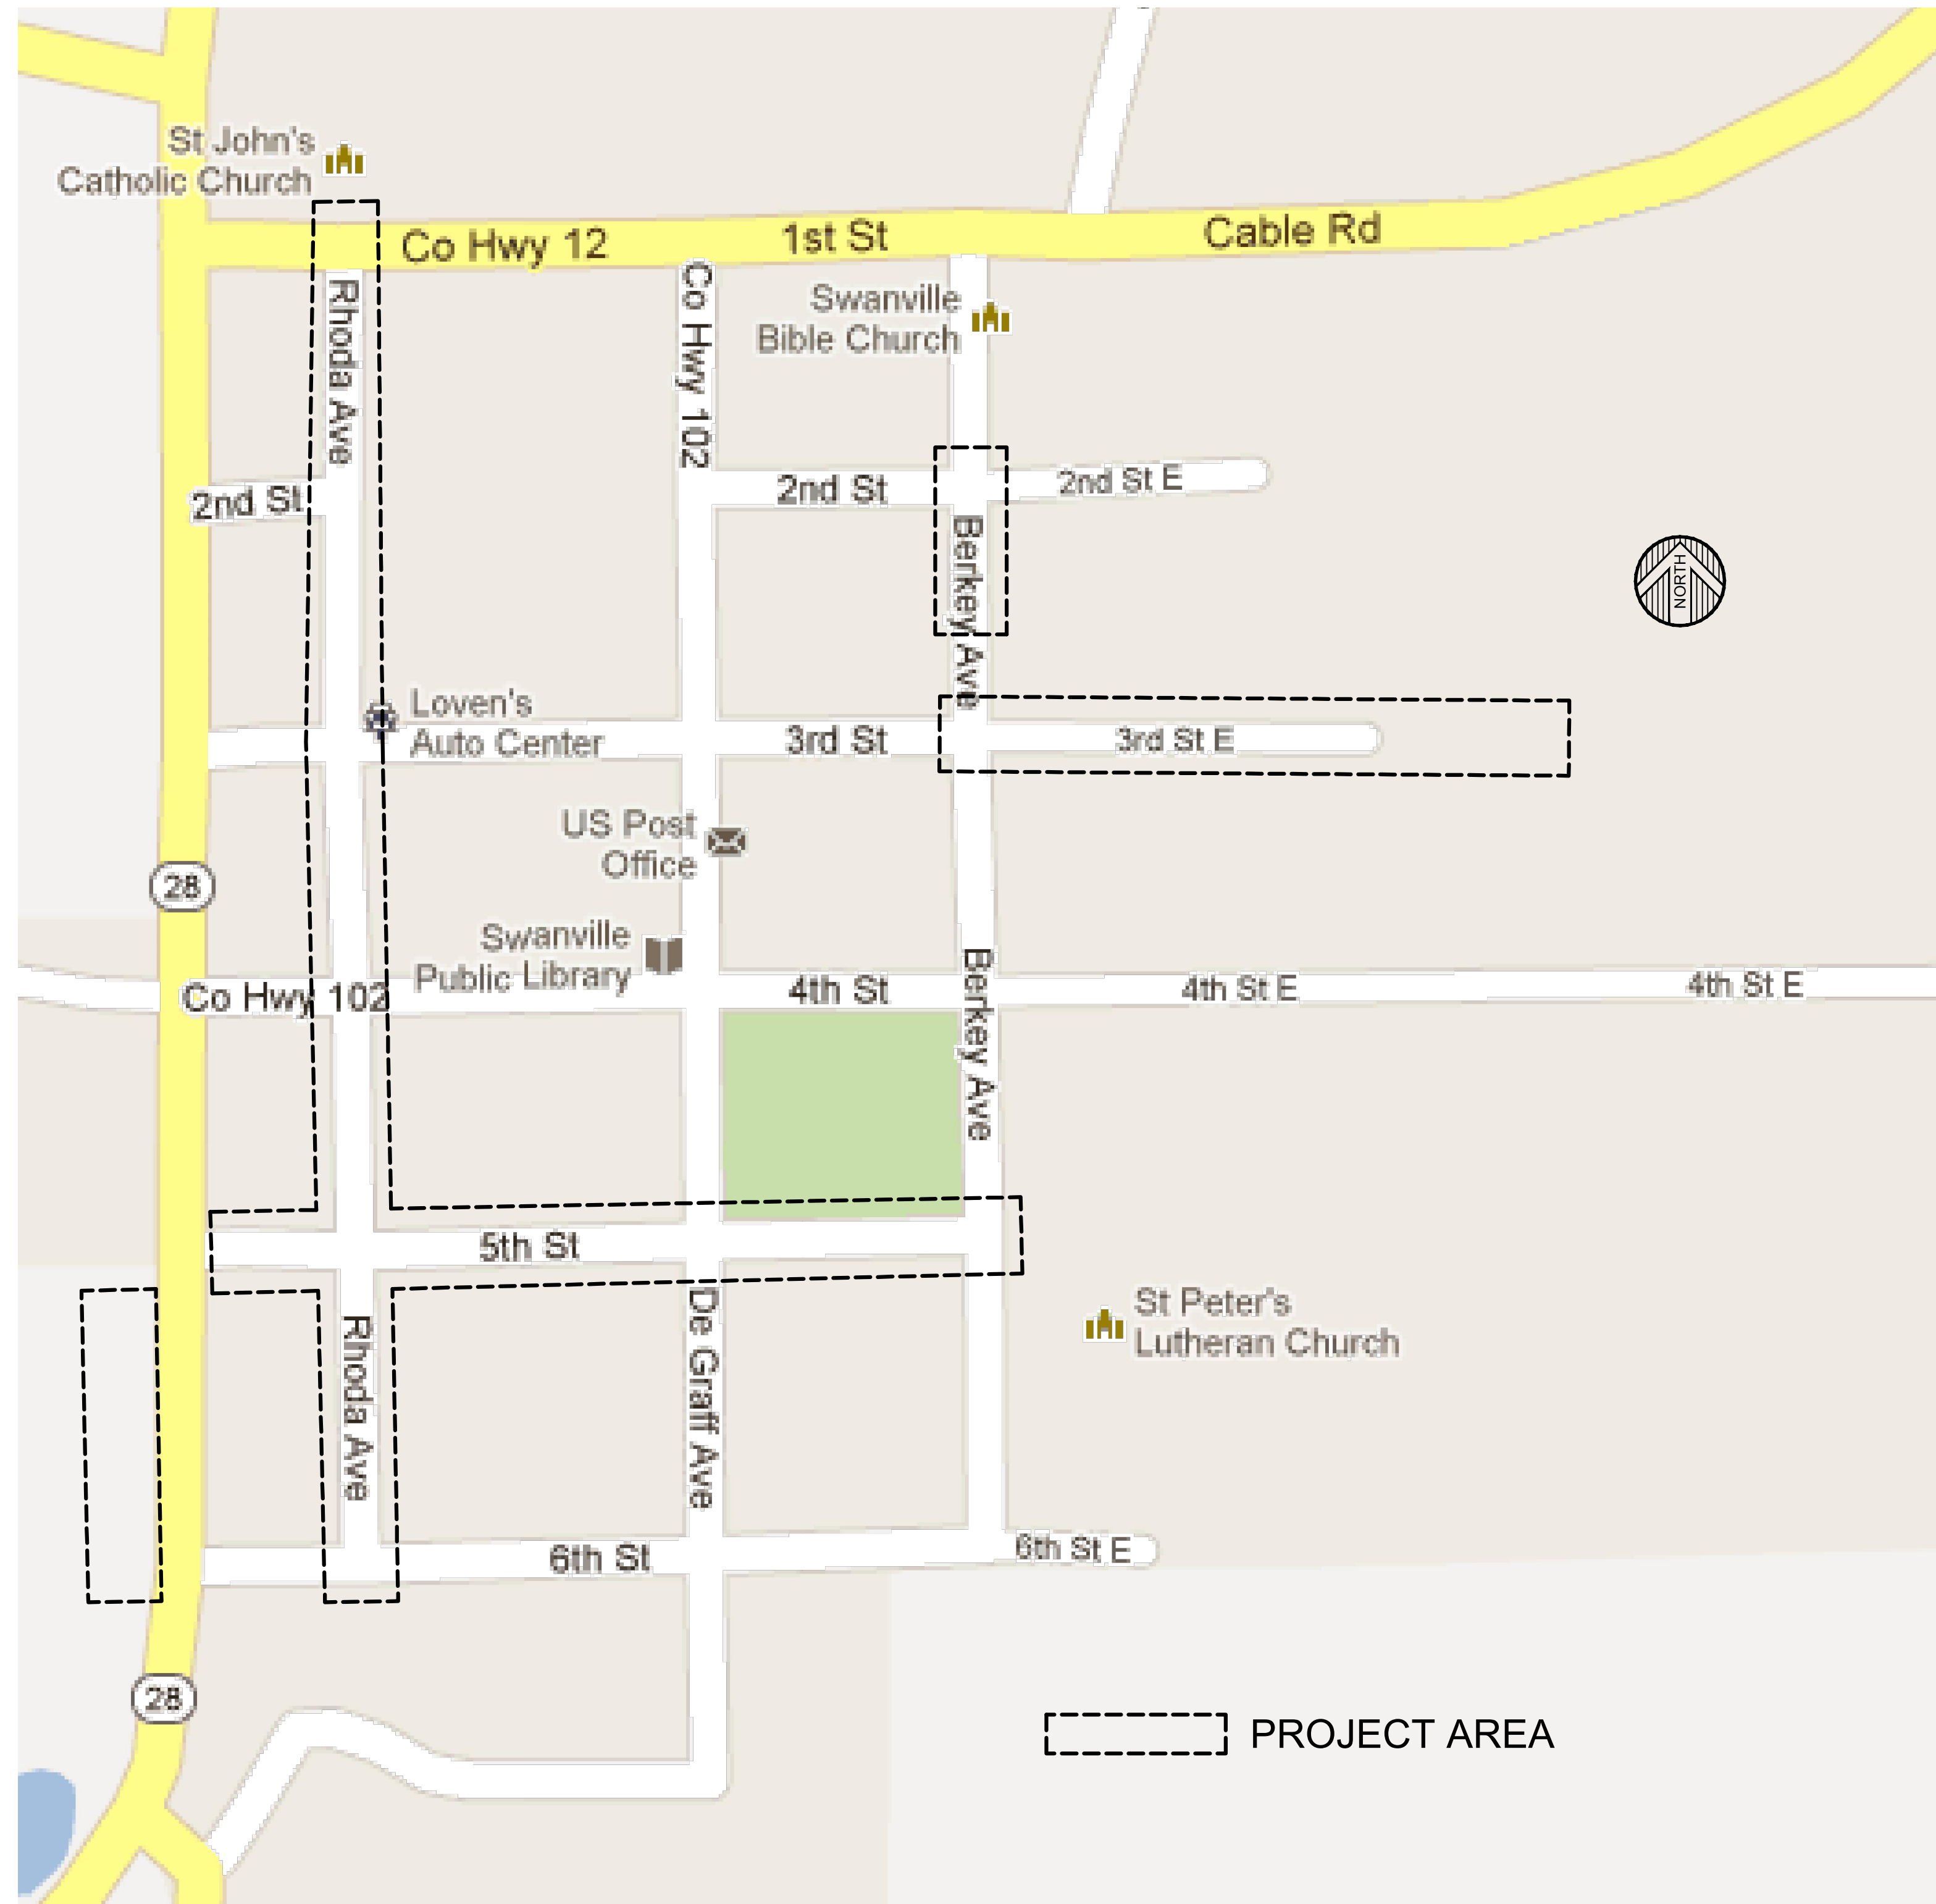 St John's
Catholic Church
Co Hwy 12
1st St
Cable Rd
Rhoda Ave
Co Hwy 102
Swanville
Bible Church
2nd St
2nd St
2nd St E
Berkey Ave
NORTH
Loven's
Auto Center
3rd St
3rd St E
US Post
Office
28
Swanville
Public Library
Co Hwy 102
4th St
4th St E
4th St E
Berkey Ave
5th St
De Graff Ave
St Peter's
Lutheran Church
Rhoda Ave
6th St
6th St E
28
PROJECT AREA